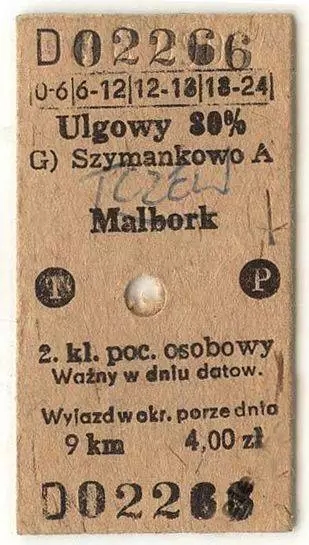 D02266
0-6|6-12|12-18|18-24|
Ulgowy 80%
G) Szymankowo A
TCZEW
Malbork
T P
2. kl. poc. osobowy
Ważny w dniu datow.
Wyjazd w okr. porze dnia
9 km 4,00 zł
D02268